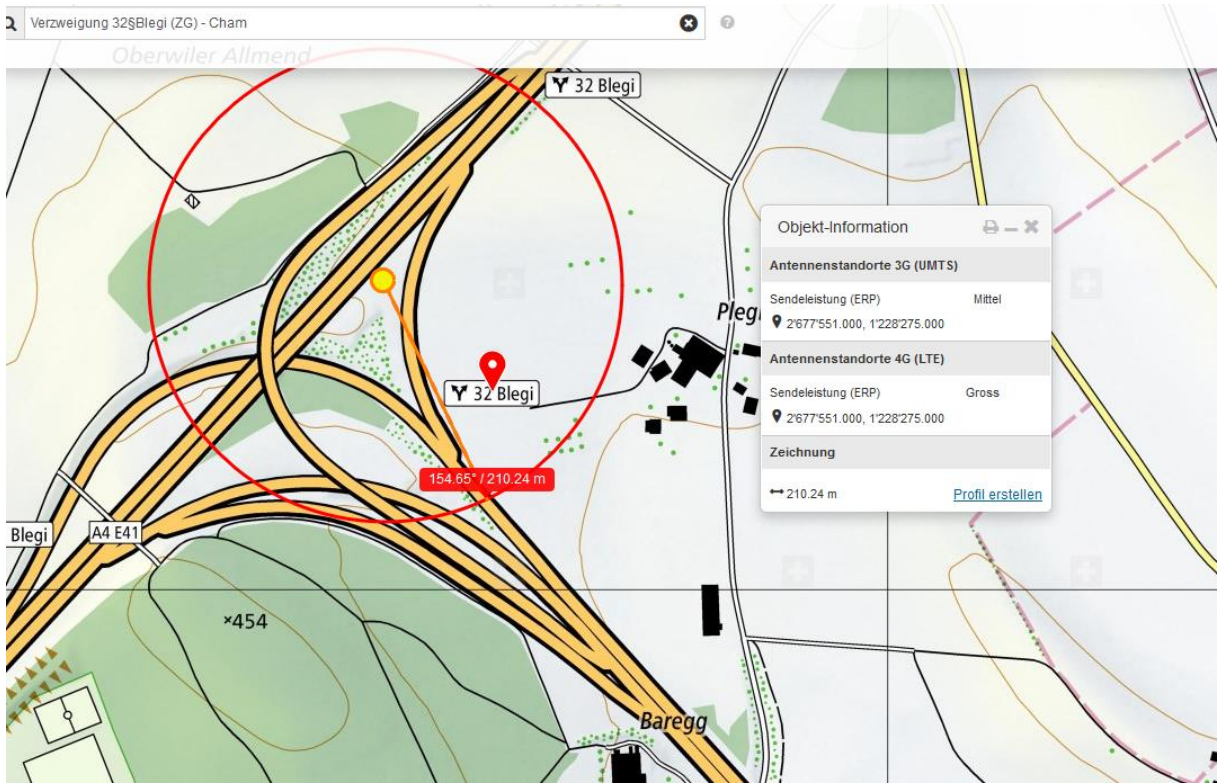 Verzweigung 32§Blegi (ZG) - Cham
Oberwiler Allmend
32 Blegi
Objekt-Information
Antennenstandorte 3G (UMTS)
Sendeleistung (ERP) Mittel
2'677'551.000, 1'228'275.000
Antennenstandorte 4G (LTE)
Sendeleistung (ERP) Gross
2'677'551.000, 1'228'275.000
Zeichnung
210.24 m Profil erstellen
32 Blegi
154.65° / 210.24 m
Blegi
A4 E41
454
Baregg